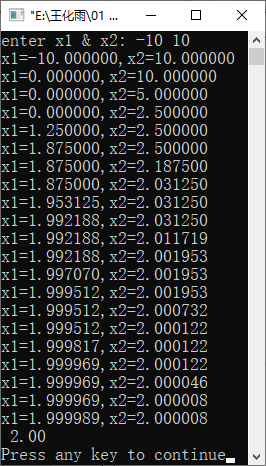 "E:\王化雨\01 ...
enter x1 & x2: -10 10
x1=-10.000000,x2=10.000000
x1=0.000000,x2=10.000000
x1=0.000000,x2=5.000000
x1=0.000000,x2=2.500000
x1=1.250000,x2=2.500000
x1=1.875000,x2=2.500000
x1=1.875000,x2=2.187500
x1=1.875000,x2=2.031250
x1=1.953125,x2=2.031250
x1=1.992188,x2=2.031250
x1=1.992188,x2=2.011719
x1=1.992188,x2=2.001953
x1=1.997070,x2=2.001953
x1=1.999512,x2=2.001953
x1=1.999512,x2=2.000732
x1=1.999512,x2=2.000122
x1=1.999817,x2=2.000122
x1=1.999969,x2=2.000122
x1=1.999969,x2=2.000046
x1=1.999969,x2=2.000008
x1=1.999989,x2=2.000008
2.00
Press any key to continue